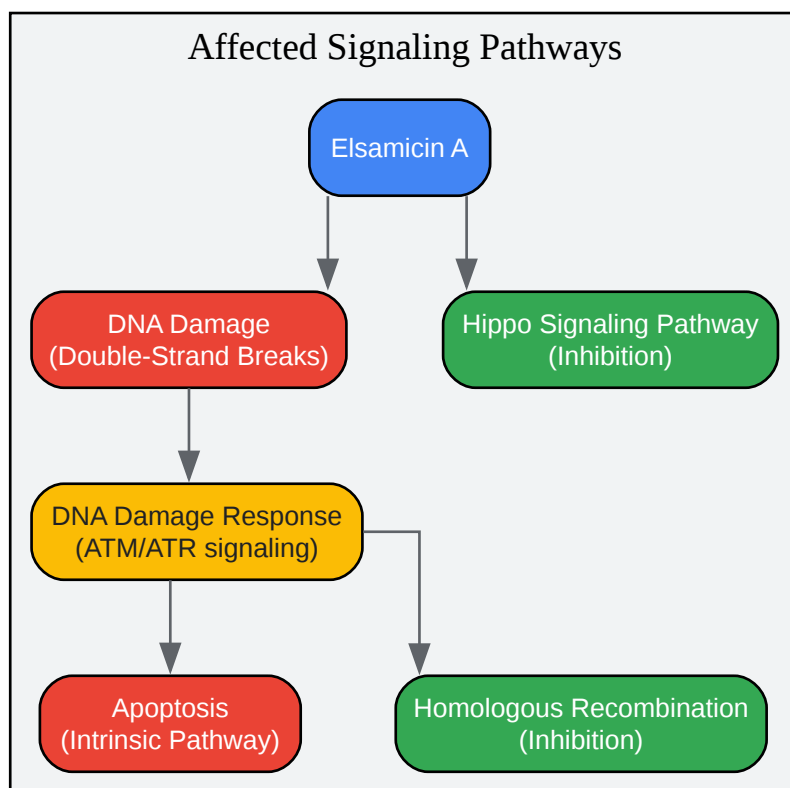 Affected Signaling Pathways
Elsamicin A
DNA Damage
(Double-Strand Breaks)
Hippo Signaling Pathway
(Inhibition)
DNA Damage Response
(ATM/ATR signaling)
Apoptosis
(Intrinsic Pathway)
Homologous Recombination
(Inhibition)